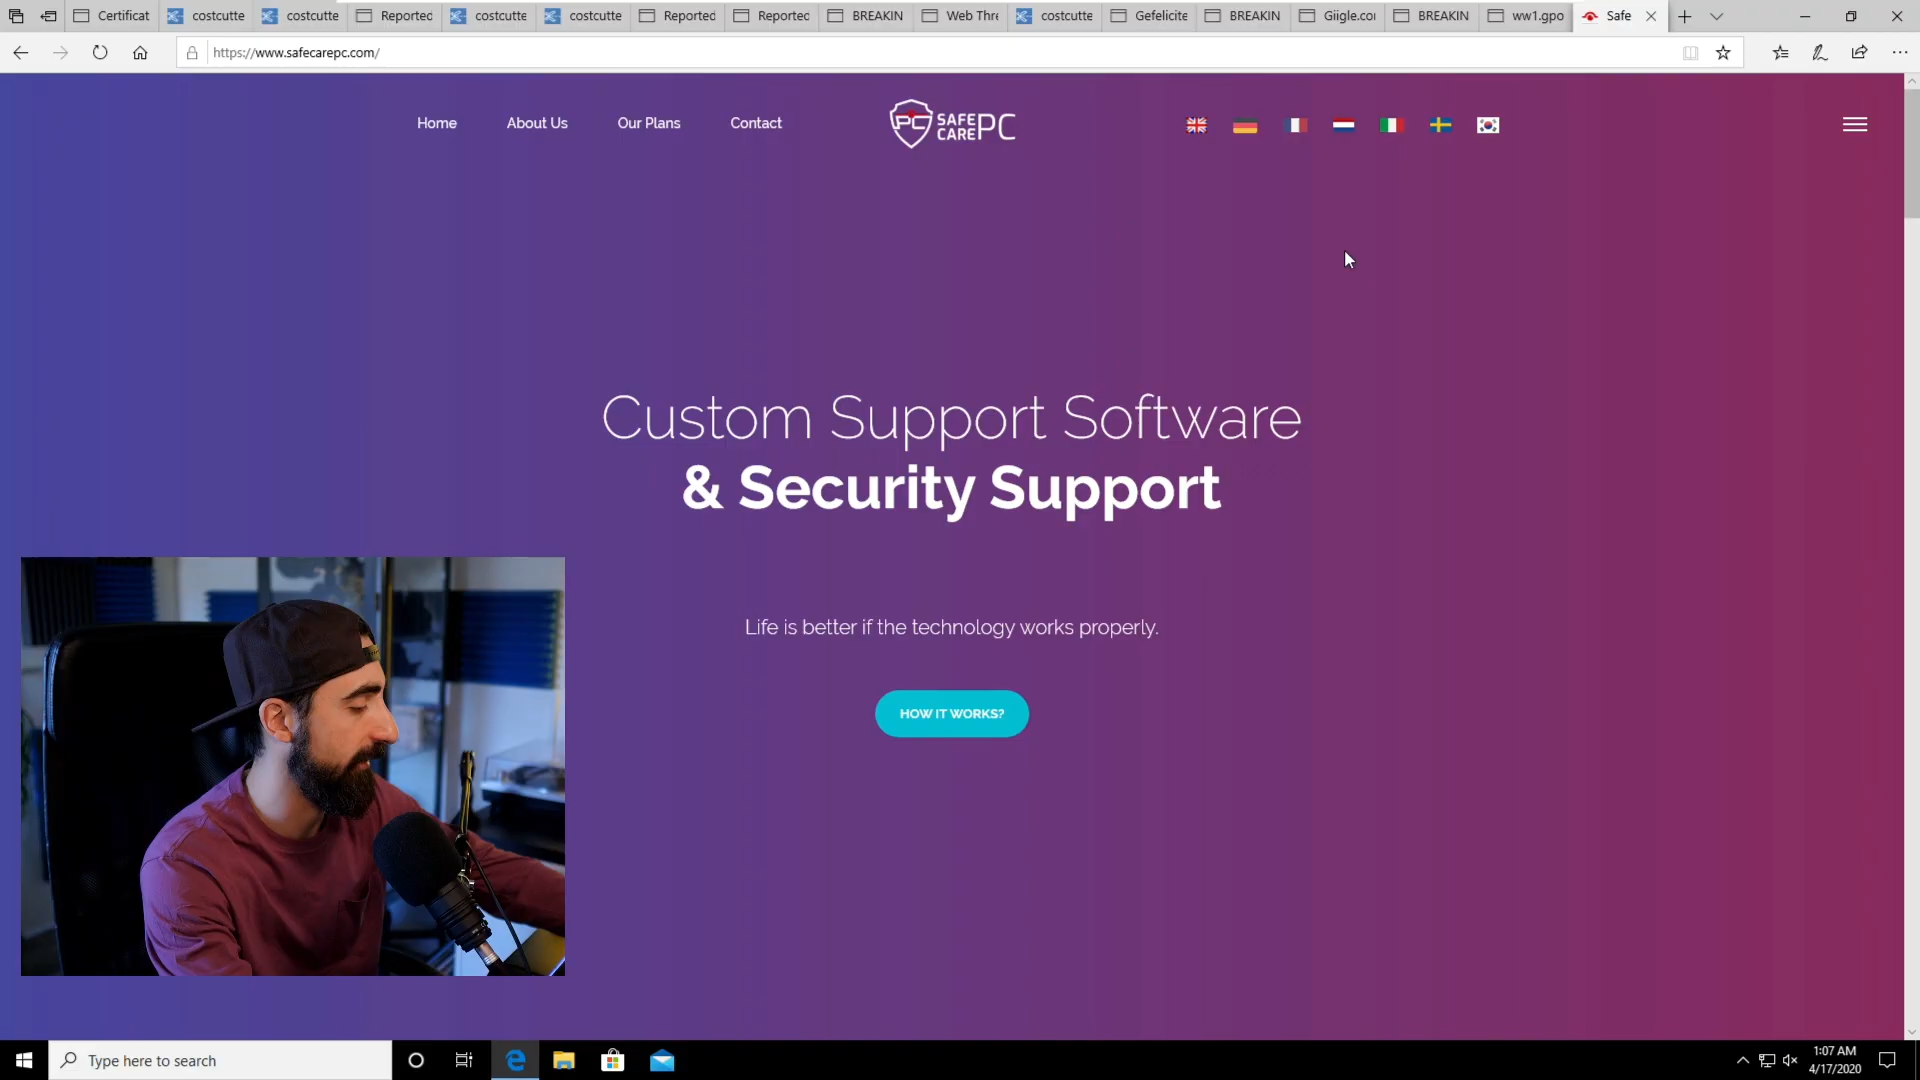 Certificat
costcutte
costcutte
Reported
costcutte
costcutte
Reported
Reported
BREAKIN
Web Thre
costcutte
Gefelicite
BREAKIN
Giigle.co
BREAKIN
ww1.gpo
Safe
https://www.safecarepc.com/
Home
About Us
Our Plans
Contact
PC SAFE CARE PC
Custom Support Software
& Security Support
Life is better if the technology works properly.
HOW IT WORKS?
Type here to search
1:07 AM
4/17/2020